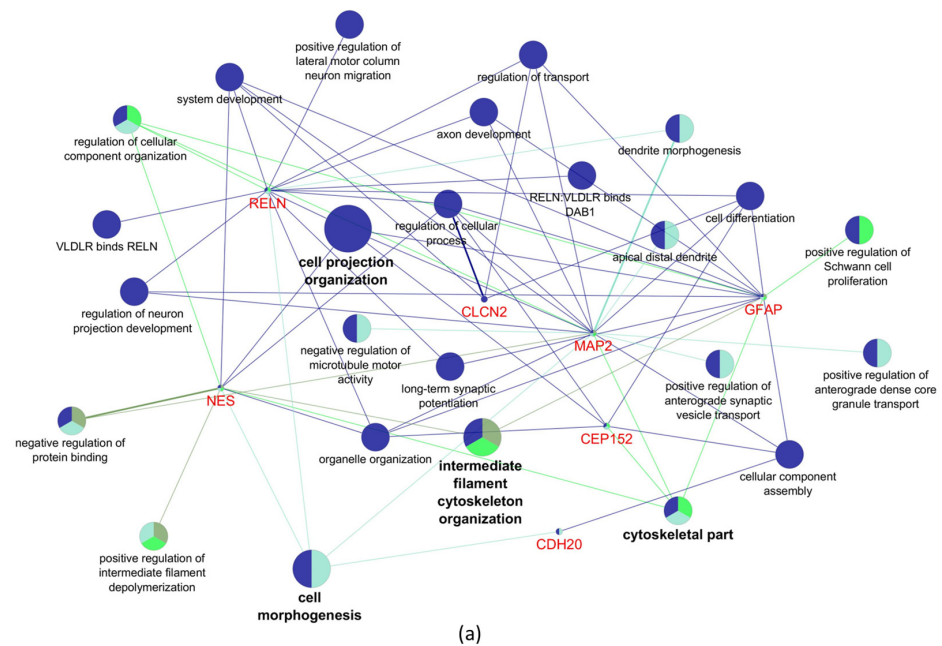 positive regulation of
lateral motor column
neuron migration
regulation of transport
system development
axon development
regulation of cellular
component organization
dendrite morphogenesis
RELN:VLDLR binds
DAB1
RELN
regulation of cellular
process
cell differentiation
VLDLR binds RELN
cell projection
organization
apical distal dendrite
positive regulation of
Schwann cell
proliferation
regulation of neuron
projection development
CLCN2
GFAP
MAP2
negative regulation of
microtubule motor
activity
long-term synaptic
potentiation
positive regulation of
anterograde synaptic
vesicle transport
positive regulation of
anterograde dense core
granule transport
NES
negative regulation of
protein binding
organelle organization
CEP152
intermediate
filament
cytoskeleton
organization
cellular component
assembly
cytoskeletal part
CDH20
positive regulation of
intermediate filament
depolymerization
cell
morphogenesis
(a)